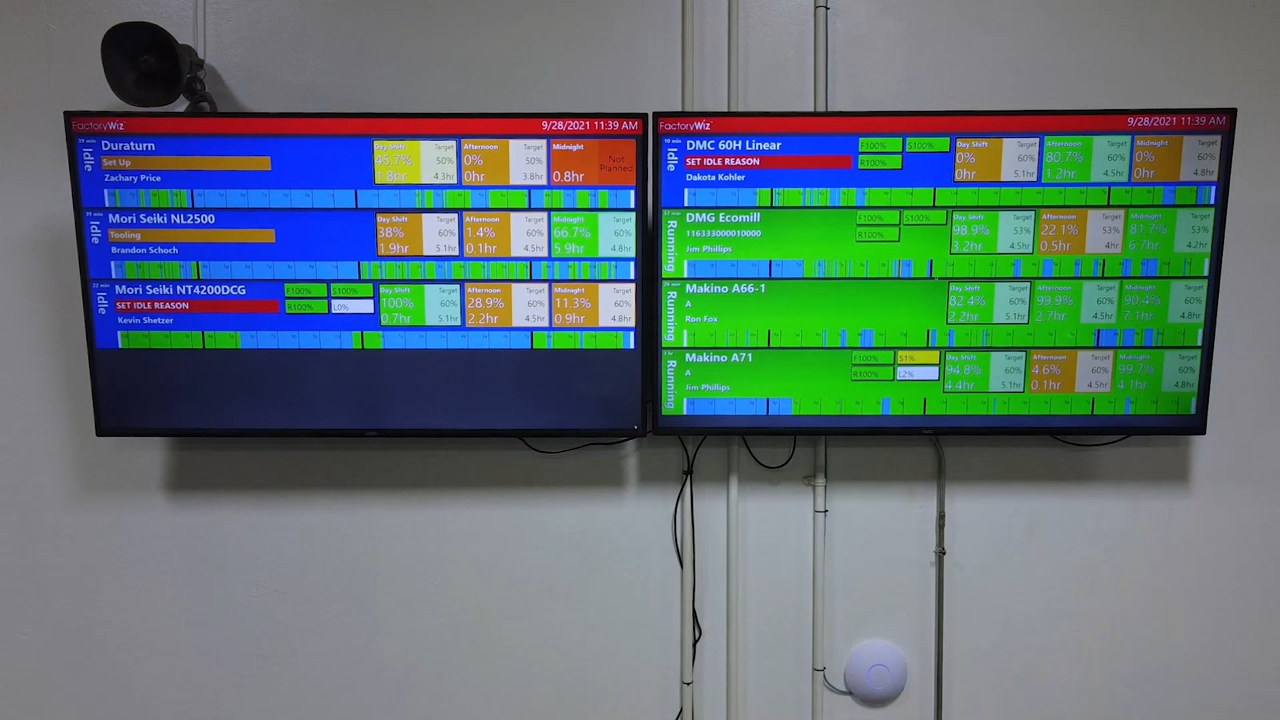 FactoryWiz
9/28/2021 11:39 AM
Idle
Duraturn
Set Up
Zachary Price
Day Shift Target
45.7% 50%
1.8hr 4.3hr
Afternoon Target
0% 50%
0hr 3.8hr
Midnight
0.8hr
Not Planned
Idle
Mori Seiki NL2500
Tooling
Brandon Schoch
Day Shift Target
38% 60%
1.9hr 5.1hr
Afternoon Target
1.4% 60%
0.1hr 4.5hr
Midnight Target
66.7% 60%
5.9hr 4.8hr
22 min
Idle
Mori Seiki NT4200DCG
SET IDLE REASON
Kevin Shetzer
F100% S100%
R100% L0%
Day Shift Target
100% 60%
0.7hr 5.1hr
Afternoon Target
28.9% 60%
2.2hr 4.5hr
Midnight Target
11.3% 60%
0.9hr 4.8hr
FactoryWiz
9/28/2021 11:39 AM
10 min
Idle
DMC 60H Linear
SET IDLE REASON
Dakota Kohler
F100% S100%
R100%
Day Shift Target
0% 60%
0hr 5.1hr
Afternoon Target
80.7% 60%
1.2hr 4.5hr
Midnight Target
0% 60%
0hr 4.8hr
Running
DMG Ecomill
116333000010000
Jim Phillips
F100% S100%
R100%
Day Shift Target
98.9% 53%
3.2hr 4.5hr
Afternoon Target
22.1% 53%
0.5hr 4hr
Midnight Target
81.7% 53%
6.7hr 4.2hr
Running
Makino A66-1
A
Ron Fox
Day Shift Target
82.4% 60%
2.2hr 5.1hr
Afternoon Target
99.9% 60%
2.7hr 4.5hr
Midnight Target
90.4% 60%
7.1hr 4.8hr
1 hr
Running
Makino A71
A
Jim Phillips
F100% S1%
R100% L2%
Day Shift Target
94.8% 60%
4.4hr 5.1hr
Afternoon Target
4.6% 60%
0.1hr 4.5hr
Midnight Target
99.7% 60%
4.1hr 4.8hr